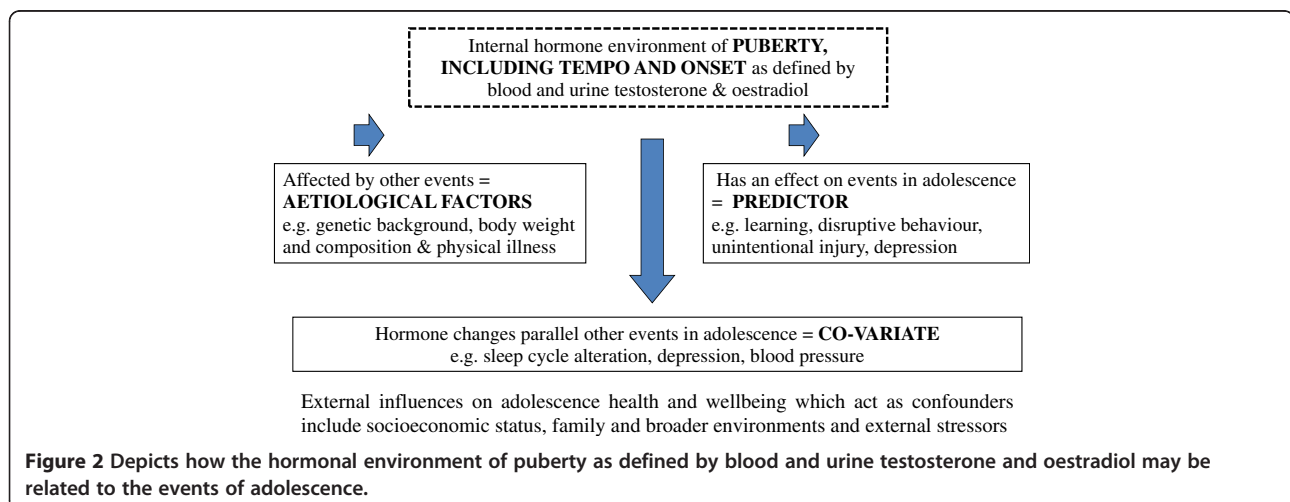 Internal hormone environment of PUBERTY,
INCLUDING TEMPO AND ONSET as defined by
blood and urine testosterone & oestradiol
Affected by other events =
AETIOLOGICAL FACTORS
e.g. genetic background, body weight
and composition & physical illness
Has an effect on events in adolescence
= PREDICTOR
e.g. learning, disruptive behaviour,
unintentional injury, depression
Hormone changes parallel other events in adolescence = CO-VARIATE
e.g. sleep cycle alteration, depression, blood pressure
External influences on adolescence health and wellbeing which act as confounders
include socioeconomic status, family and broader environments and external stressors
Figure 2 Depicts how the hormonal environment of puberty as defined by blood and urine testosterone and oestradiol may be
related to the events of adolescence.